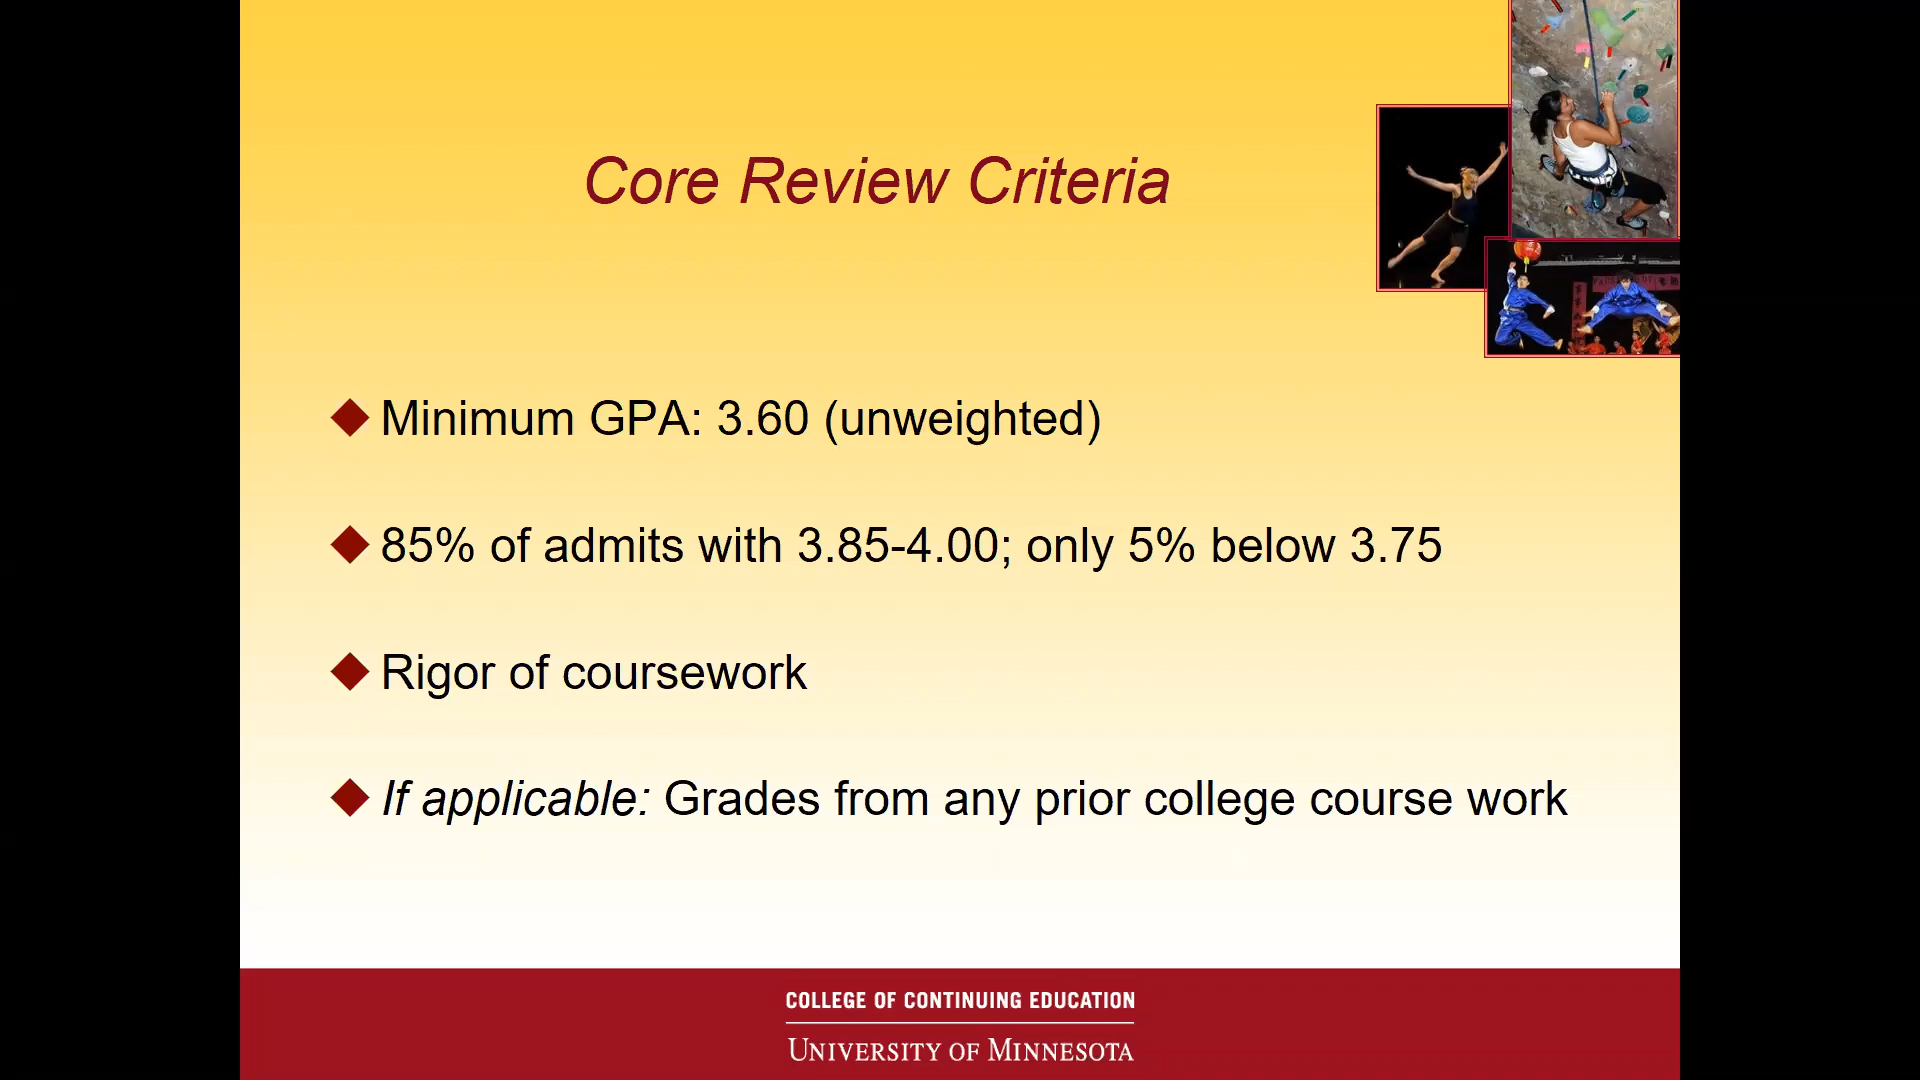 Core Review Criteria
Minimum GPA: 3.60 (unweighted)
85% of admits with 3.85-4.00; only 5% below 3.75
Rigor of coursework
If applicable: Grades from any prior college course work
COLLEGE OF CONTINUING EDUCATION
UNIVERSITY OF MINNESOTA